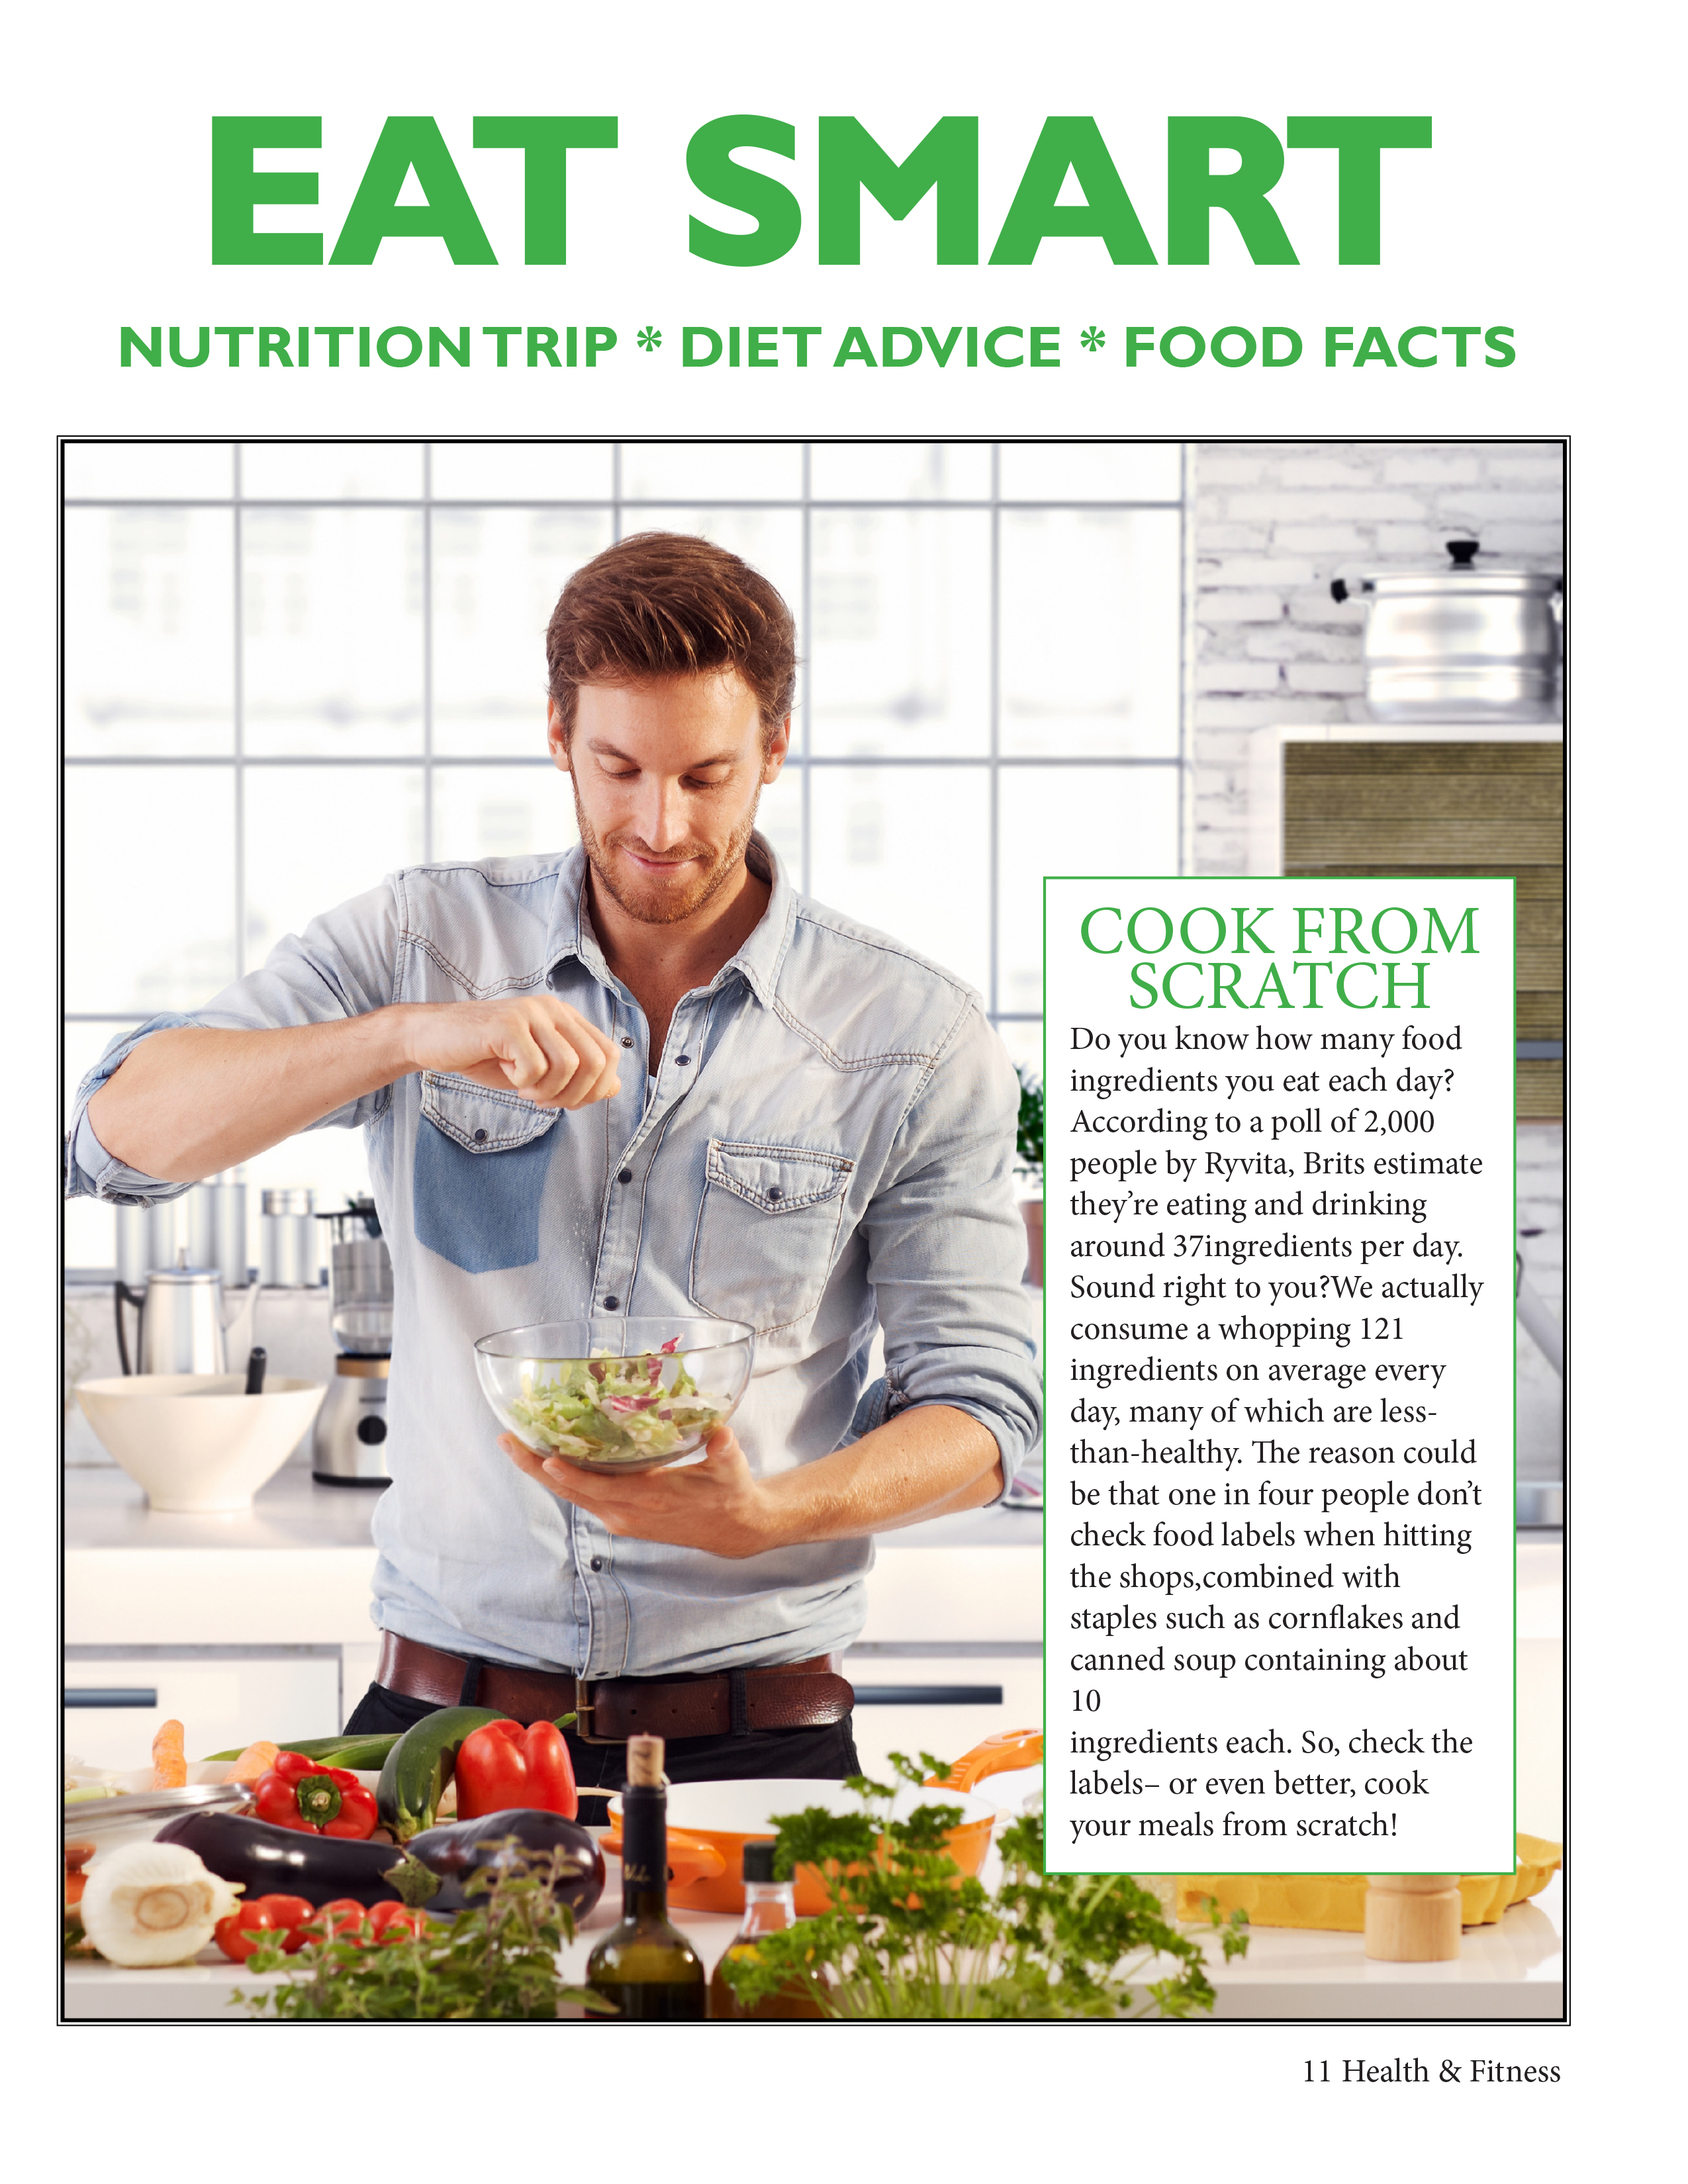 EAT SMART
NUTRITION TRIP * DIET ADVICE * FOOD FACTS
COOK FROM
SCRATCH
Do you know how many food
ingredients you eat each day?
According to a poll of 2,000
people by Ryvita, Brits estimate
they’re eating and drinking
around 37ingredients per day.
Sound right to you?We actually
consume a whopping 121
ingredients on average every
day, many of which are less-
than-healthy. The reason could
be that one in four people don’t
check food labels when hitting
the shops,combined with
staples such as cornflakes and
canned soup containing about
10
ingredients each. So, check the
labels– or even better, cook
your meals from scratch!
11 Health & Fitness